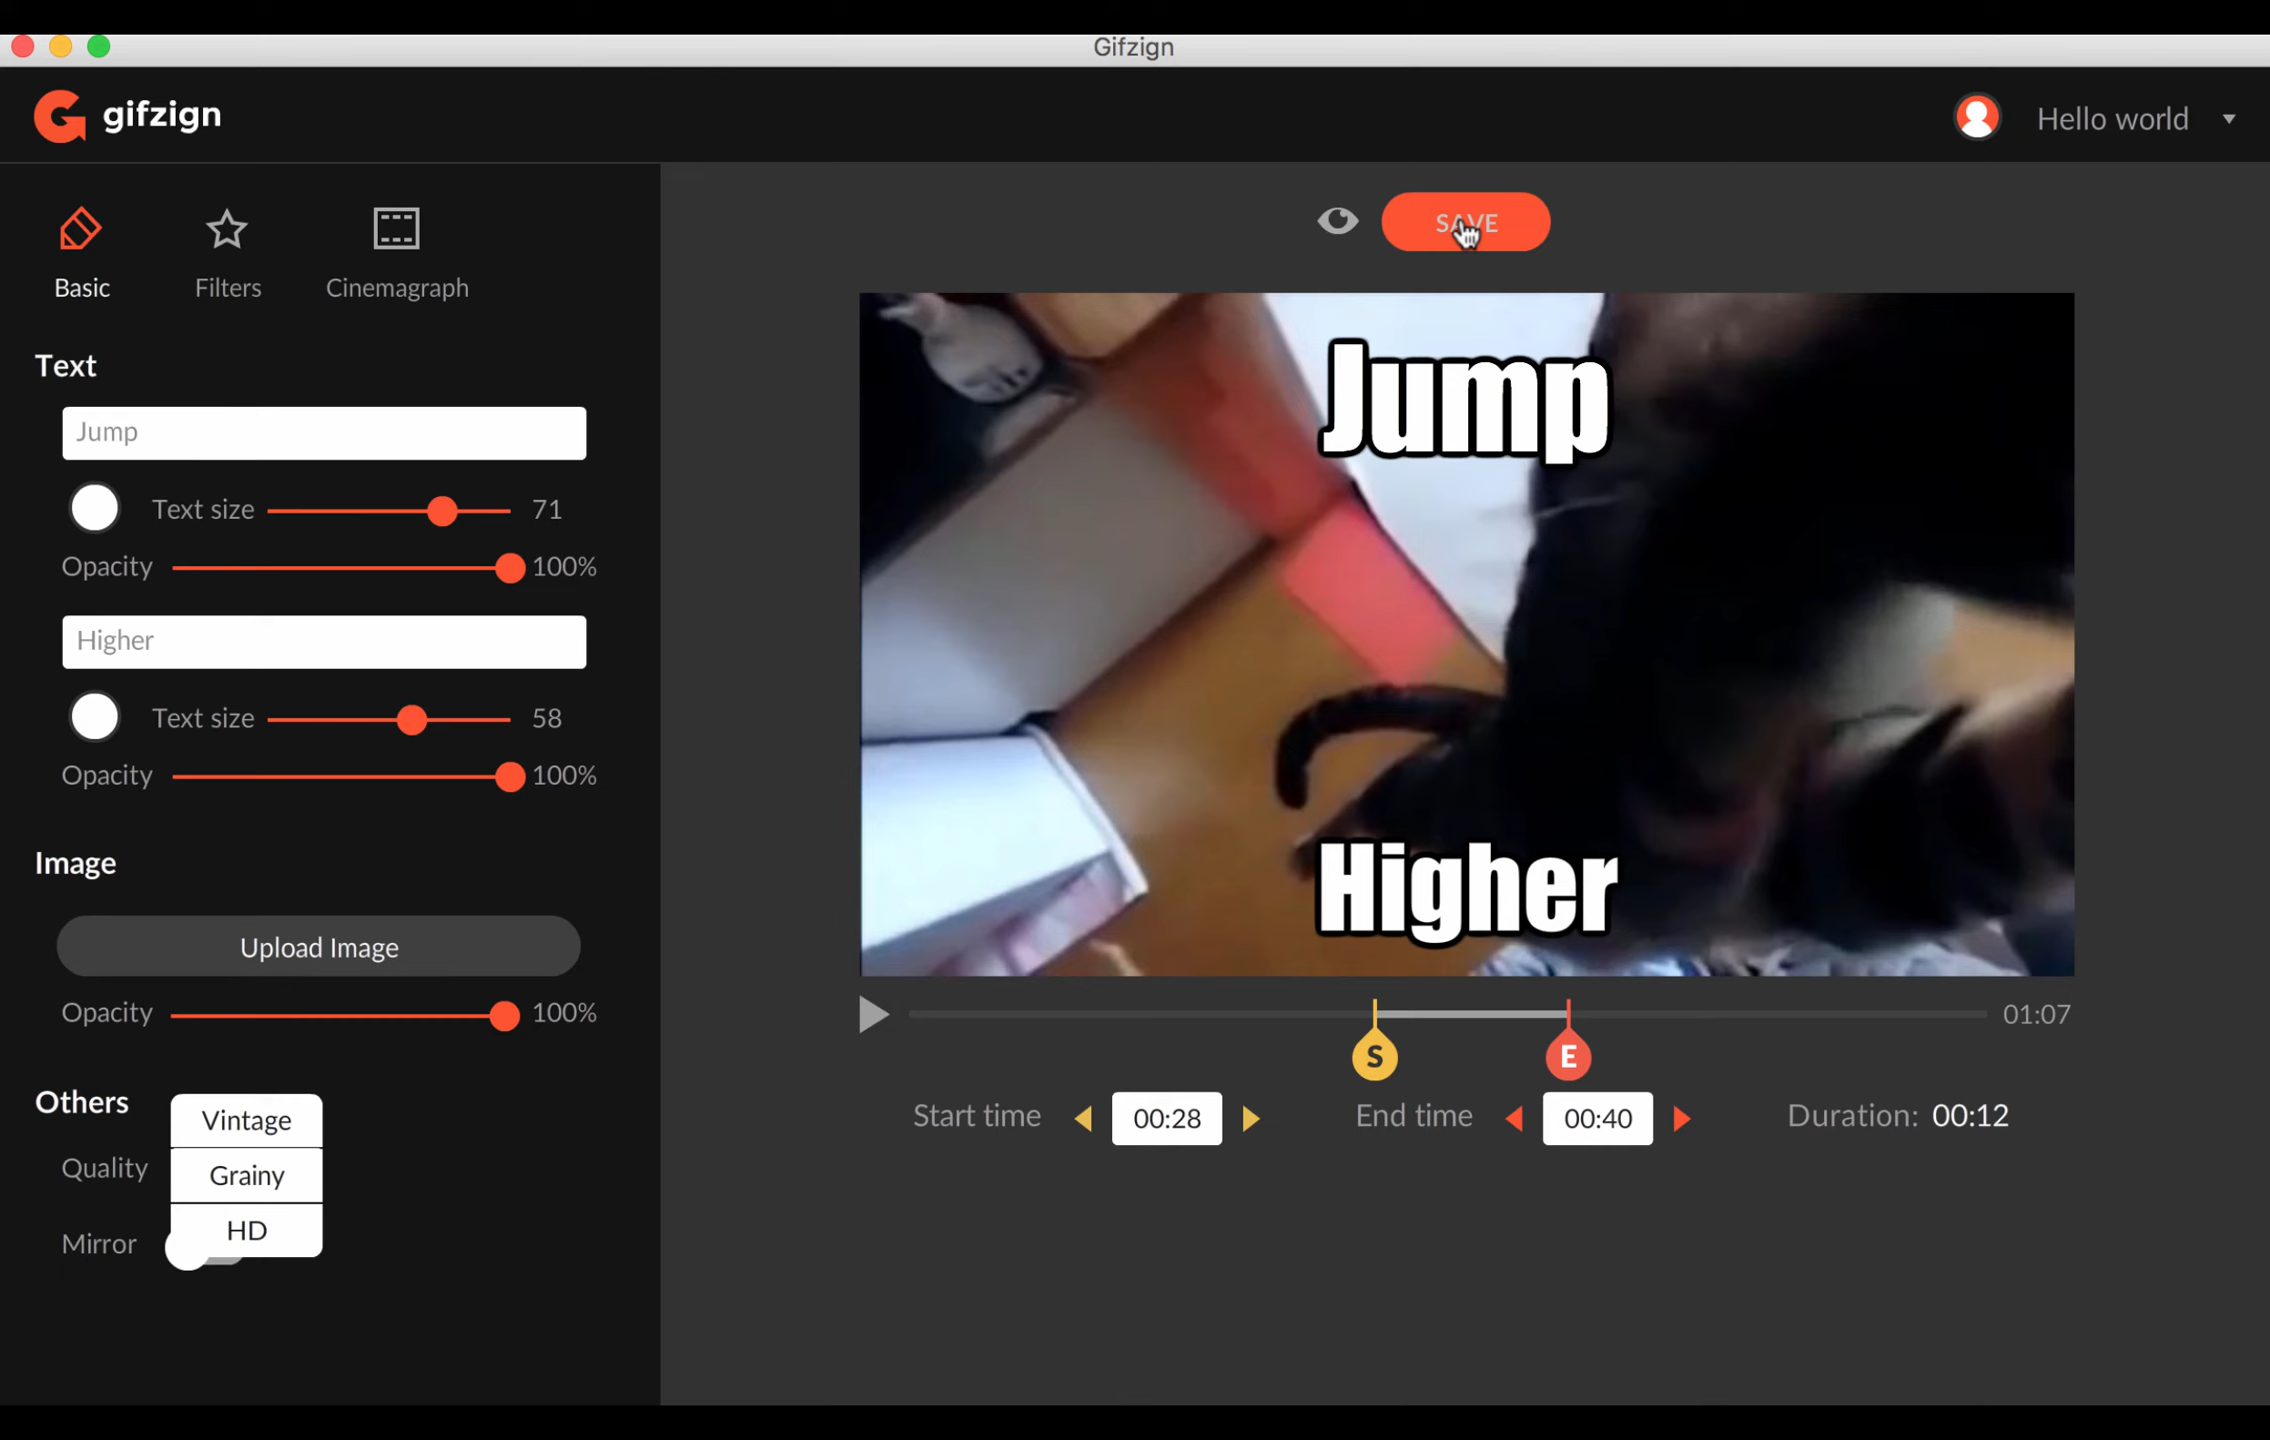 Gifzign
gifzign
Hello world
Basic
Filters
Cinemagraph
SAVE
Text
Jump
Text size 71
Opacity 100%
Higher
Text size 58
Opacity 100%
Image
Upload Image
Opacity 100%
Others
Vintage
Quality
Grainy
HD
Mirror
Jump
Higher
01:07
S
E
Start time 00:28 End time 00:40 Duration: 00:12